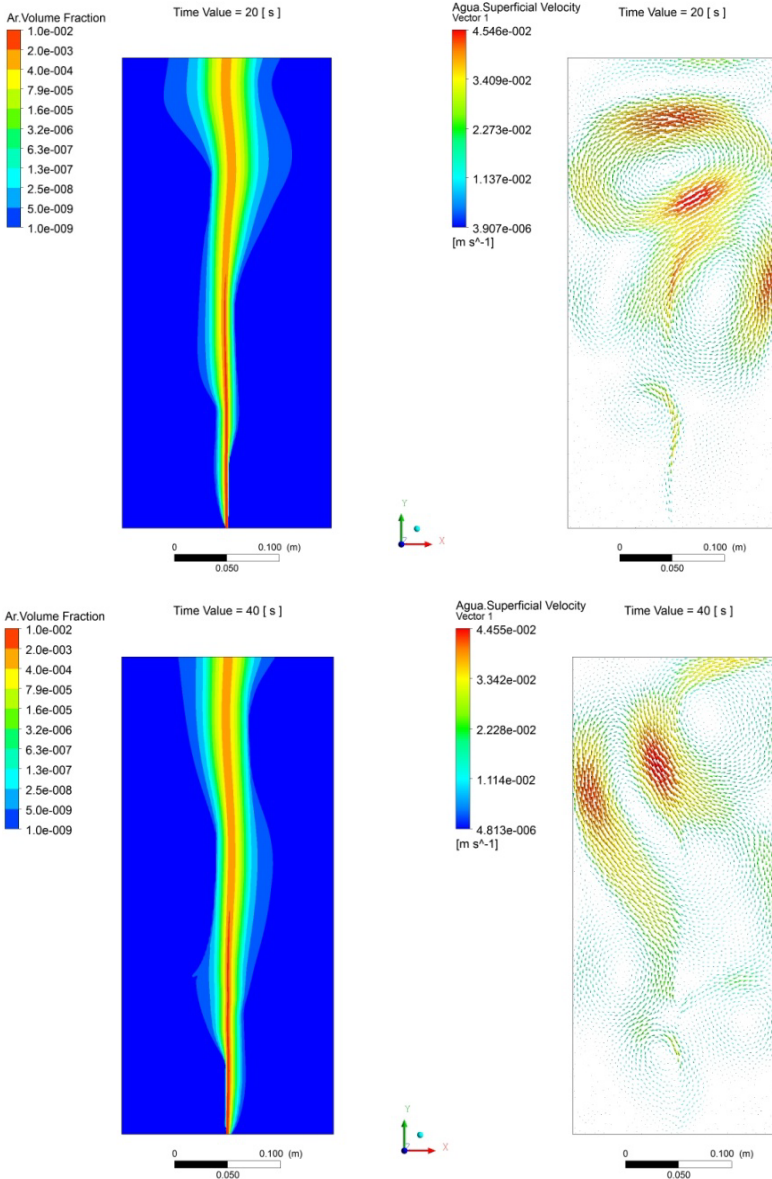 Ar.Volume Fraction
Time Value = 20 [ s ]
1.0e-002
2.0e-003
4.0e-004
7.9e-005
1.6e-005
3.2e-006
6.3e-007
1.3e-007
2.5e-008
5.0e-009
1.0e-009
0
0.100 (m)
0.050
Agua.Superficial Velocity
Vector 1
Time Value = 20 [ s ]
4.546e-002
3.409e-002
2.273e-002
1.137e-002
3.907e-006
[m s^-1]
Y
X
Z
0
0.100 (m)
0.050
Ar.Volume Fraction
Time Value = 40 [ s ]
1.0e-002
2.0e-003
4.0e-004
7.9e-005
1.6e-005
3.2e-006
6.3e-007
1.3e-007
2.5e-008
5.0e-009
1.0e-009
0
0.100 (m)
0.050
Agua.Superficial Velocity
Vector 1
Time Value = 40 [ s ]
4.455e-002
3.342e-002
2.228e-002
1.114e-002
4.813e-006
[m s^-1]
Y
X
Z
0
0.100 (m)
0.050